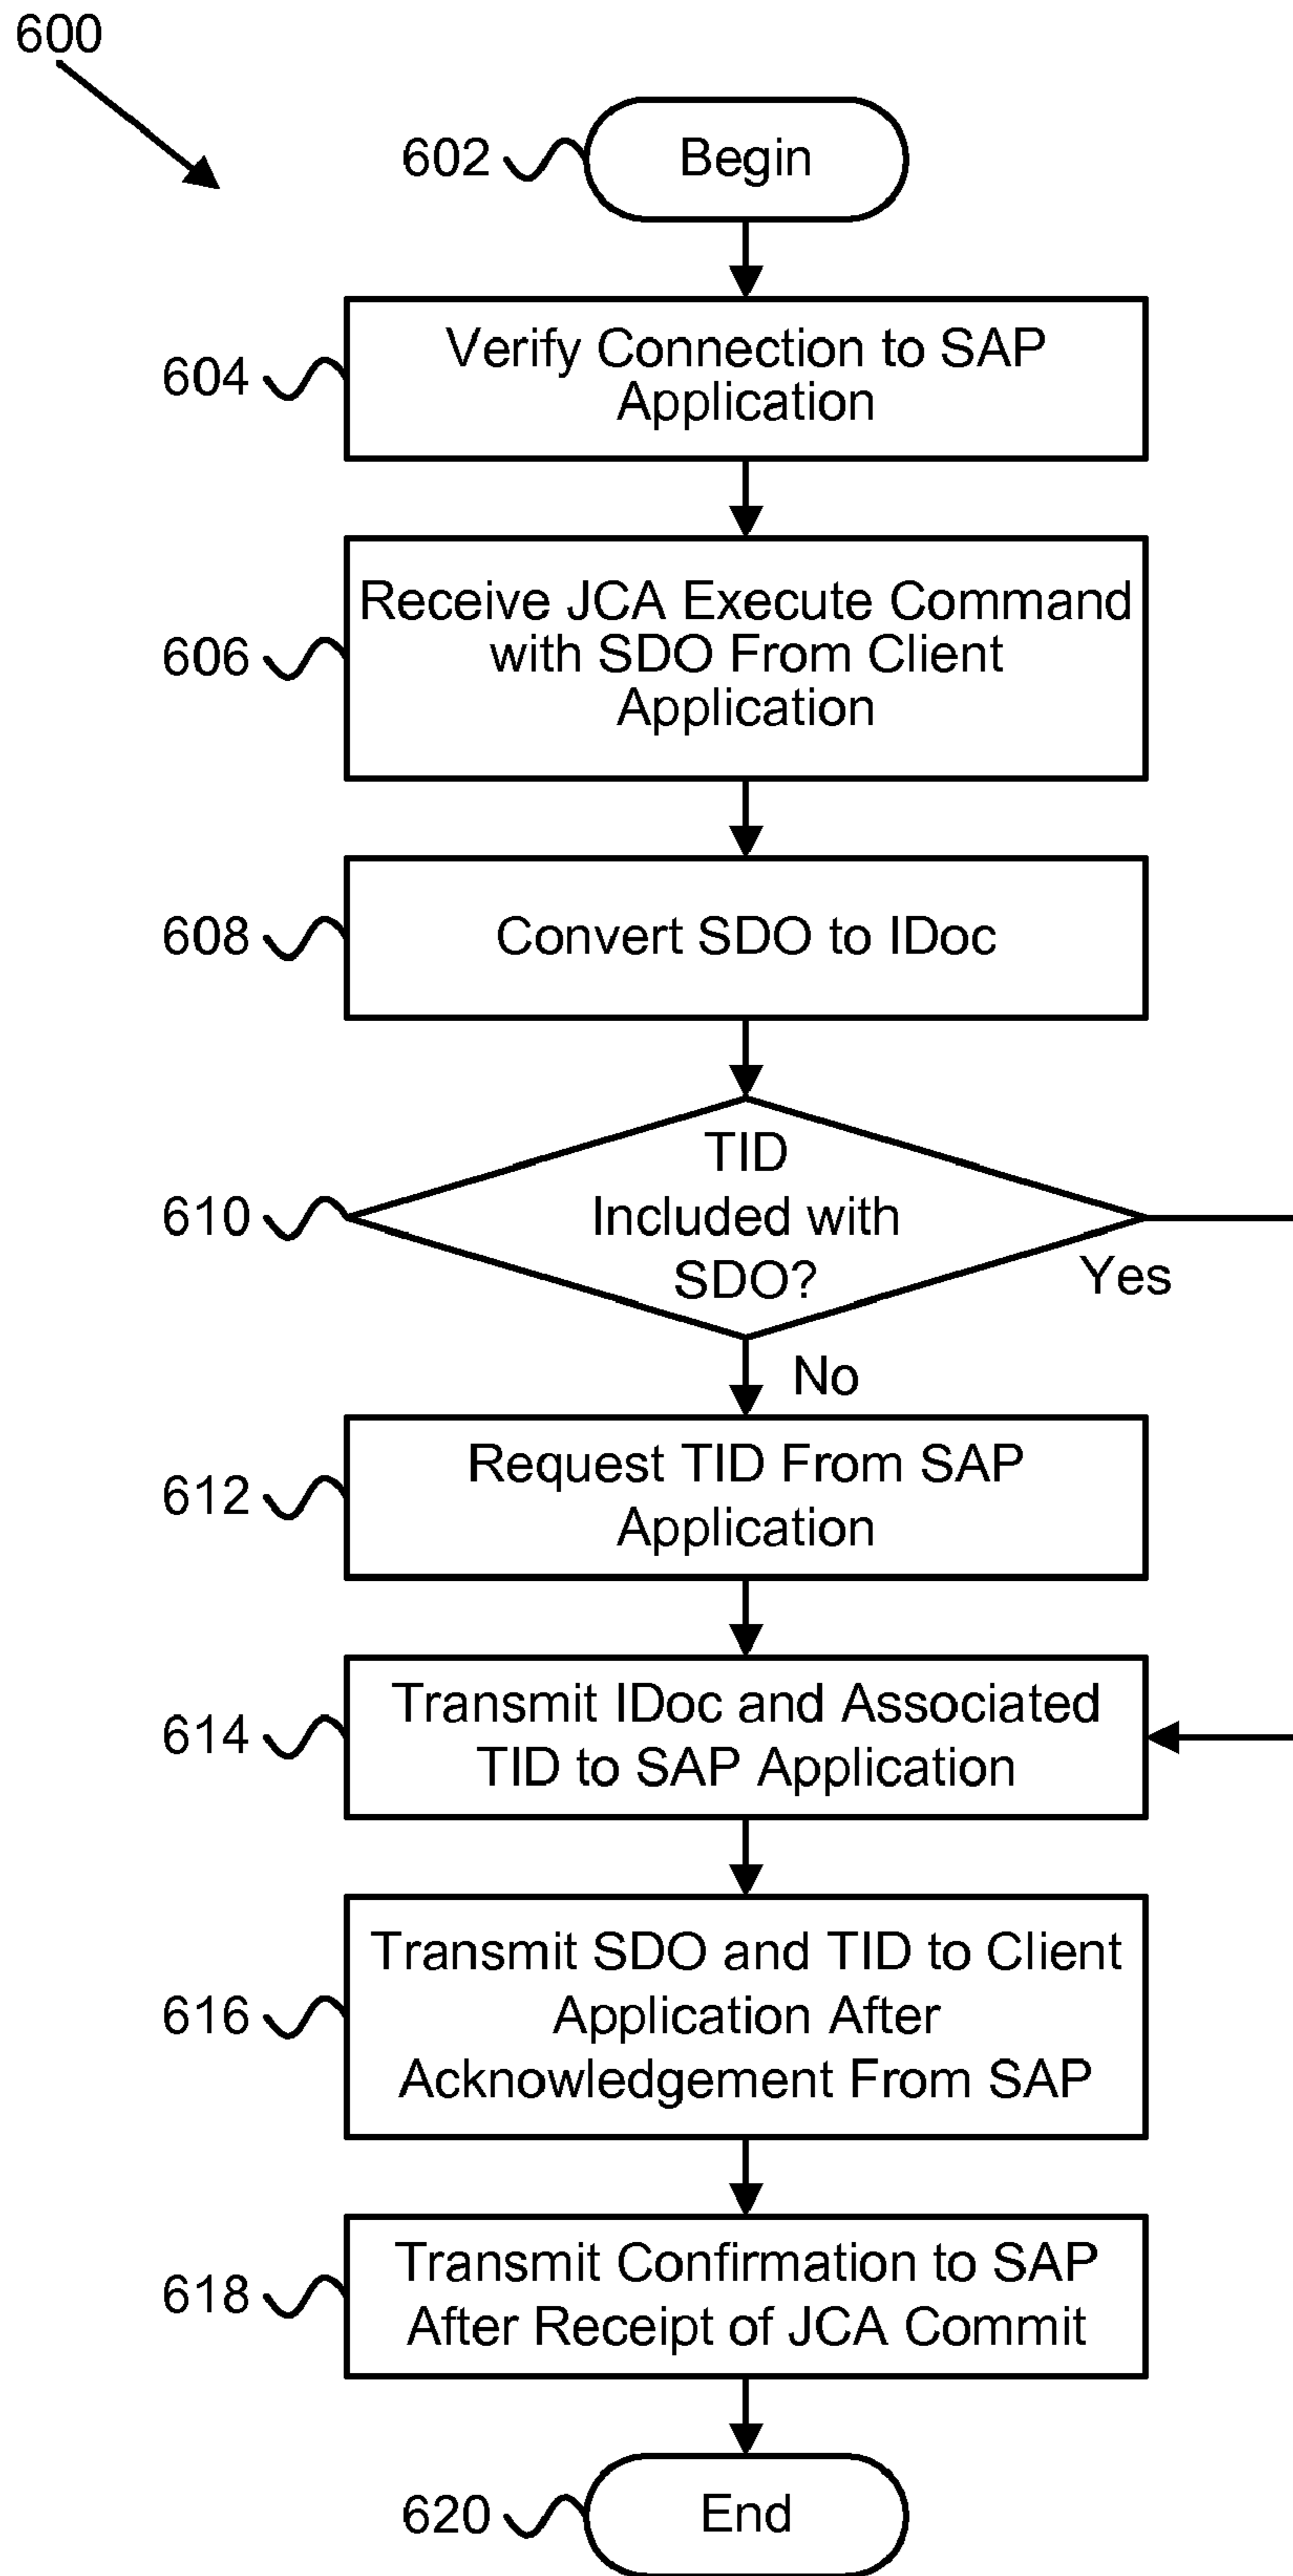 600
602
Begin
604
Verify Connection to SAP
Application
606
Receive JCA Execute Command
with SDO From Client
Application
608
Convert SDO to IDoc
610
TID
Included with
SDO?
Yes
No
612
Request TID From SAP
Application
614
Transmit IDoc and Associated
TID to SAP Application
616
Transmit SDO and TID to Client
Application After
Acknowledgement From SAP
618
Transmit Confirmation to SAP
After Receipt of JCA Commit
620
End